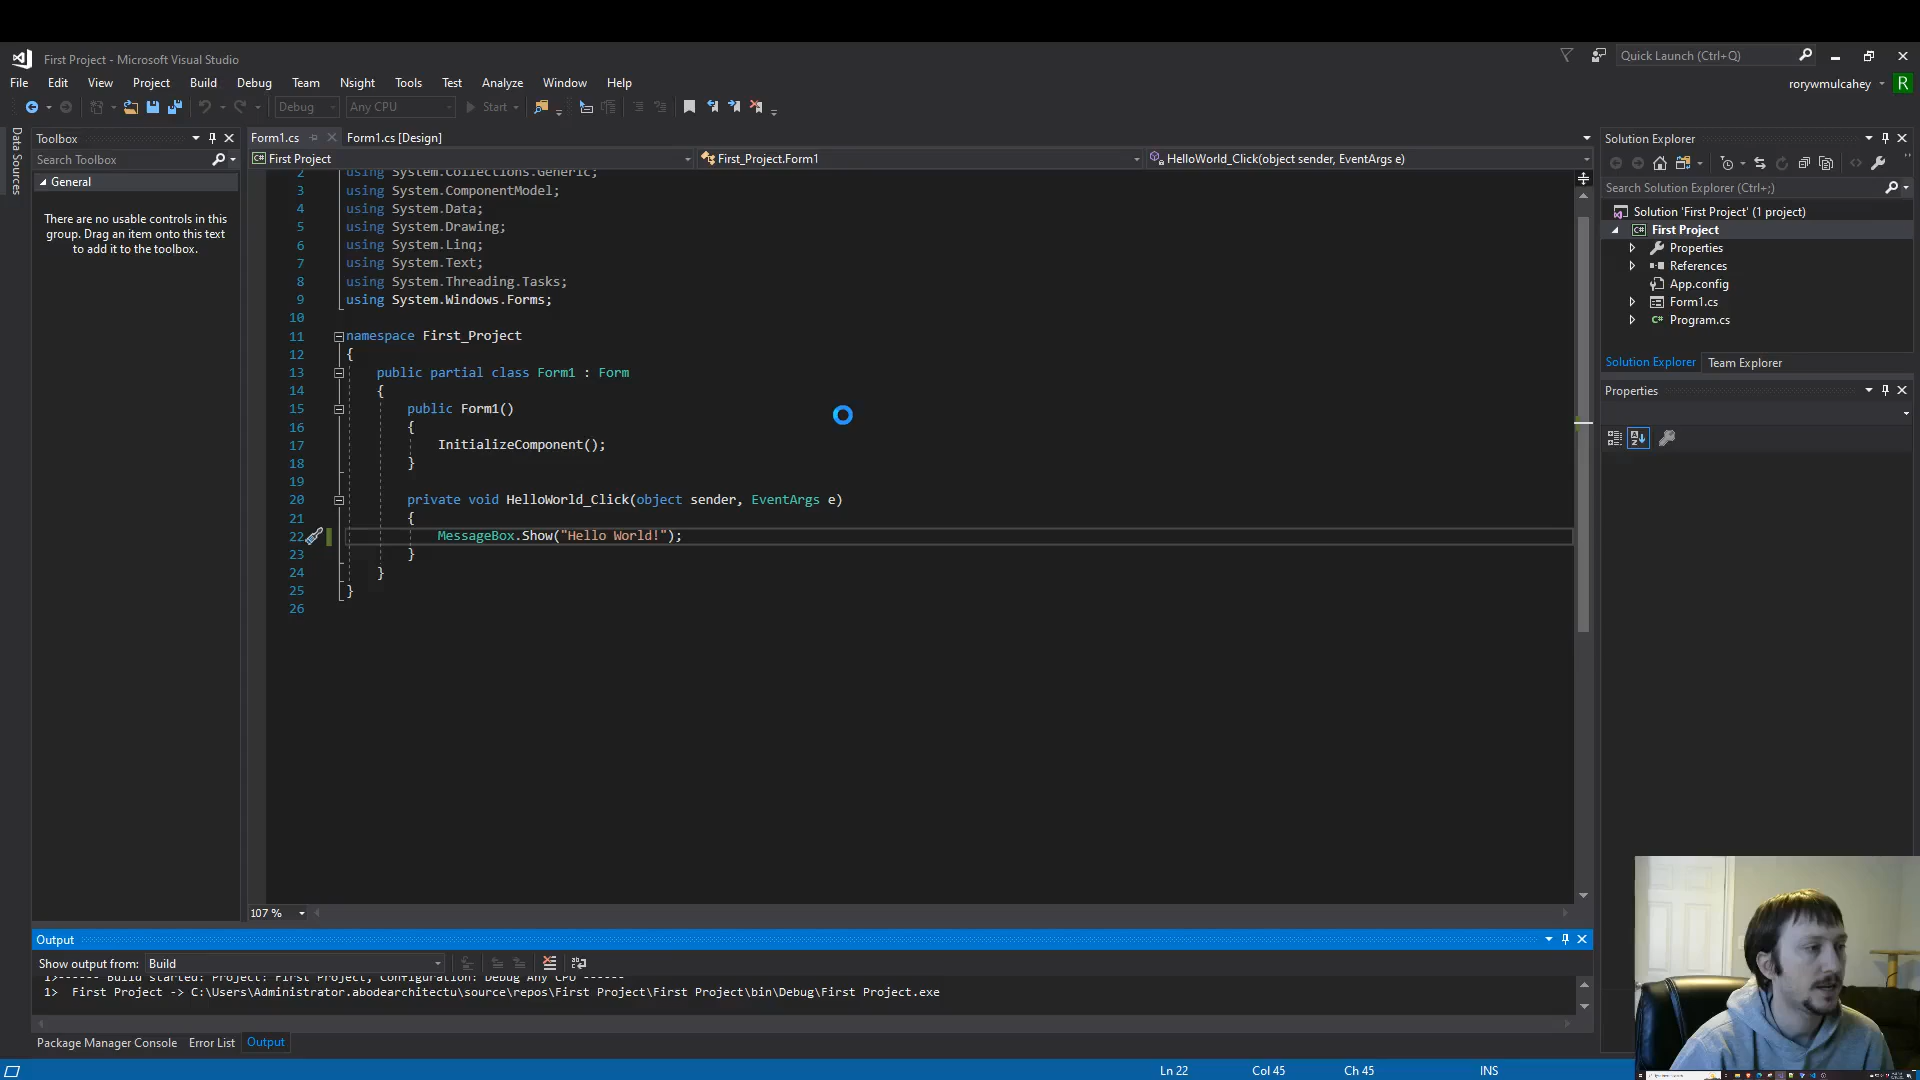 First Project - Microsoft Visual Studio
Quick Launch (Ctrl+Q)
File Edit View Project Build Debug Team Nsight Tools Test Analyze Window Help
rorywmulcahey R
Debug Any CPU Start
Data Sources
Toolbox
Search Toolbox
General
There are no usable controls in this
group. Drag an item onto this text
to add it to the toolbox.
Form1.cs Form1.cs [Design]
First Project First_Project.Form1 HelloWorld_Click(object sender, EventArgs e)
2 using System.Collections.Generic;
3 using System.ComponentModel;
4 using System.Data;
5 using System.Drawing;
6 using System.Linq;
7 using System.Text;
8 using System.Threading.Tasks;
9 using System.Windows.Forms;
10
11 namespace First_Project
12 {
13 public partial class Form1 : Form
14 {
15 public Form1()
16 {
17 InitializeComponent();
18 }
19
20 private void HelloWorld_Click(object sender, EventArgs e)
21 {
22 MessageBox.Show("Hello World!");
23 }
24 }
25 }
26
107 %
Solution Explorer
Search Solution Explorer (Ctrl+;)
Solution 'First Project' (1 project)
C# First Project
Properties
References
App.config
Form1.cs
C# Program.cs
Solution Explorer Team Explorer
Properties
Output
Show output from: Build
1>------ Build started: Project: First Project, Configuration: Debug Any CPU ------
1> First Project -> C:\Users\Administrator.abodearchitectu\source\repos\First Project\First Project\bin\Debug\First Project.exe
Package Manager Console Error List Output
Ln 22 Col 45 Ch 45 INS